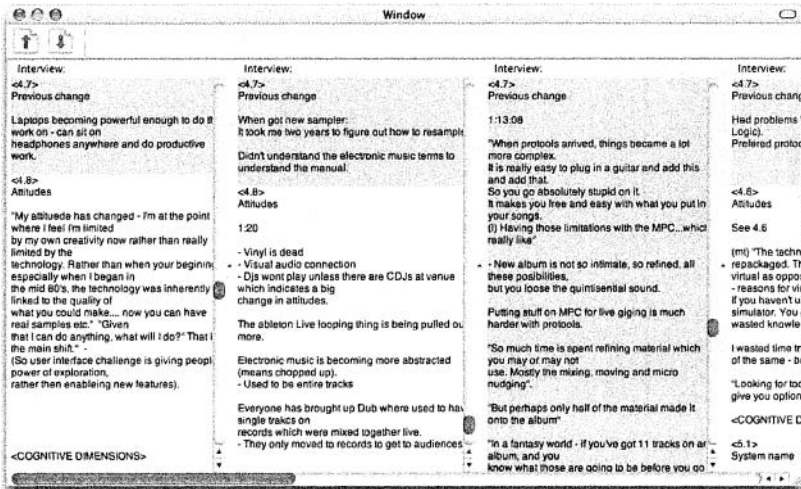 Window
Interview:
<4.7>
Previous change
Laptops becoming powerful enough to do it
work on - can sit on
headphones anywhere and do productive
work.
<4.8>
Attitudes
"My attituede has changed - I'm at the point
where I feel I'm limited
by my own creativity now rather than really
limited by the
technology. Rather than when your begining
especially when I began in
the mid 80's, the technology was inherently
linked to the quality of
what you could make.... now you can have
real samples etc." "Given
that I can do anything, what will I do?" That i
the main shift." -
(So user interface challenge is giving peopl
power of exploration,
rather then enableing new features).
<COGNITIVE DIMENSIONS>
Interview:
<4.7>
Previous change
When got new sampler:
It took me two years to figure out how to resample
Didn't understand the electronic music terms to
understand the manual.
<4.8>
Attitudes
1:20
- Vinyl is dead
- Visual audio connection
- Djs wont play unless there are CDJs at venue
which indicates a big
change in attitudes.
The ableton Live looping thing is being pulled ou
more.
Electronic music is becoming more abstracted
(means chopped up).
- Used to be entire tracks
Everyone has brought up Dub where used to hav
single trakcs on
records which were mixed together live.
- They only moved to records to get to audiences
Interview:
<4.7>
Previous change
1:13:08
"When protools arrived, things became a lot
more complex.
It is really easy to plug in a guitar and add this
and add that.
So you go absolutely stupid on it.
It makes you free and easy with what you put in
your songs.
(I) Having those limitations with the MPC...whic
really like"
- New album is not so intimate, so refined, all
these posibilities,
but you loose the quintisential sound.
Putting stuff on MPC for live giging is much
harder with protools.
"So much time is spent refining material which
you may or may not
use. Mostly the mixing, moving and micro
nudging".
"But perhaps only half of the material made it
onto the album"
"In a fantasy world - if you've got 11 tracks on ar
album, and you
know what those are going to be before you go
Interview:
<4.7>
Previous chang
Had problems
Logic).
Prefered protoo
<4.8>
Attitudes
See 4.6
(mt) "The techn
repackaged. Th
virtual as oppos
- reasons for vir
If you haven't u
simulator. You
wasted knowle
I wasted time tr
of the same - b
"Looking for too
give you option
<COGNITIVE D
<5.1>
System name